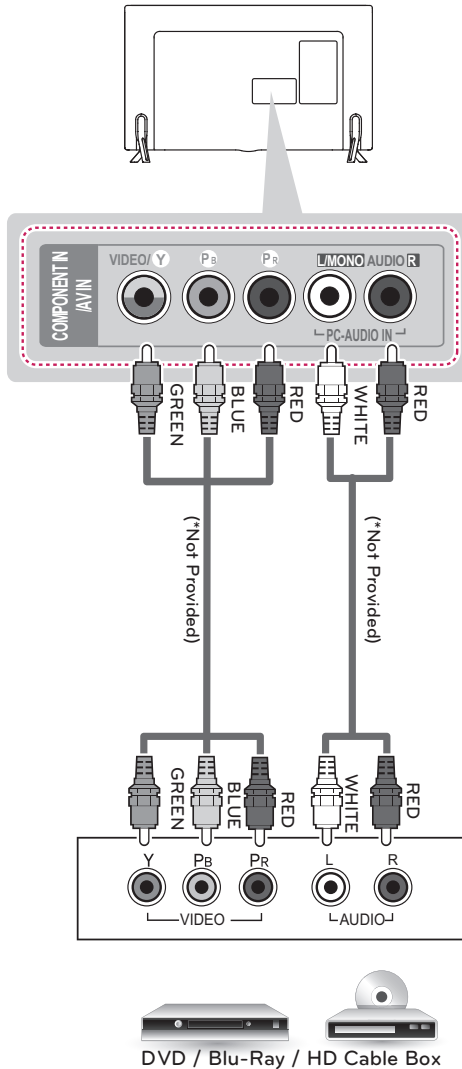 COMPONENT IN
/AV IN
VIDEO/ Y PB PR L/MONO AUDIO R
PC-AUDIO IN
GREEN
BLUE
RED
WHITE
RED
(*Not Provided)
(*Not Provided)
GREEN
BLUE
RED
WHITE
RED
Y PB PR L R
VIDEO AUDIO
DVD / Blu-Ray / HD Cable Box